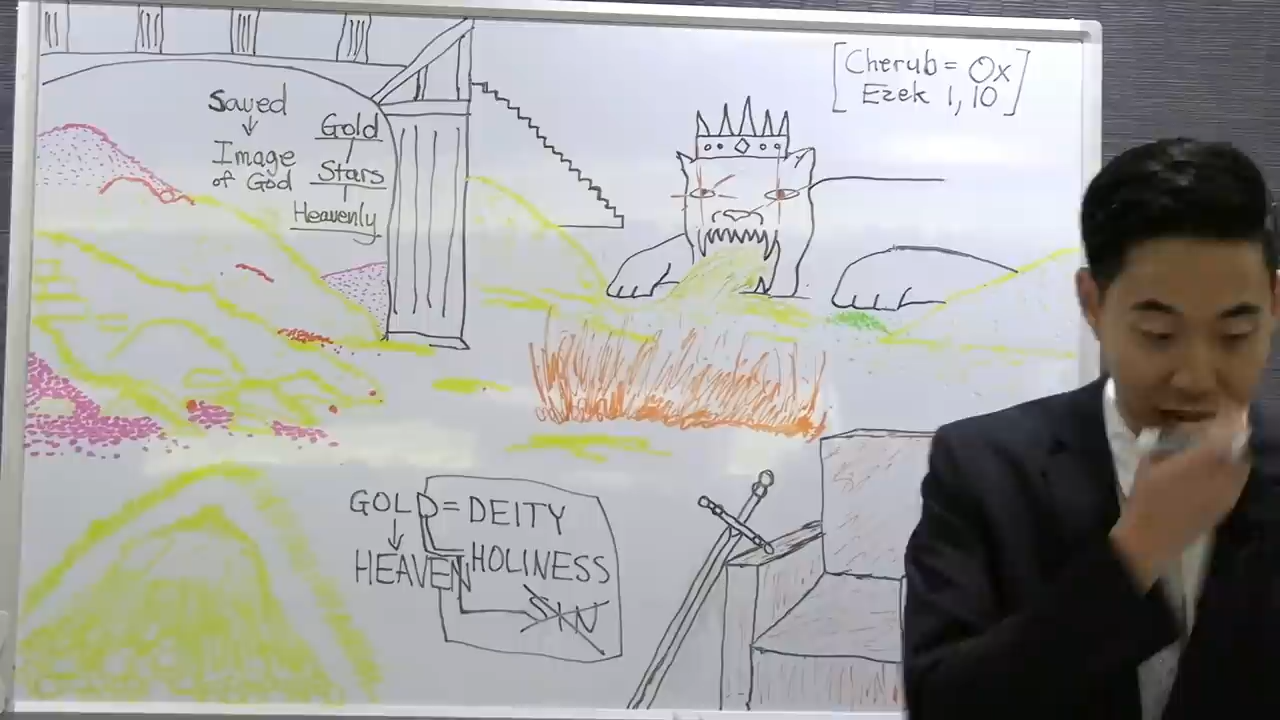 Saved
Image
of God
Gold
Stars
Heavenly
[Cherub = Ox
Ezek 1, 10]
GOLD = DEITY
HEAVEN HOLINESS
SIN